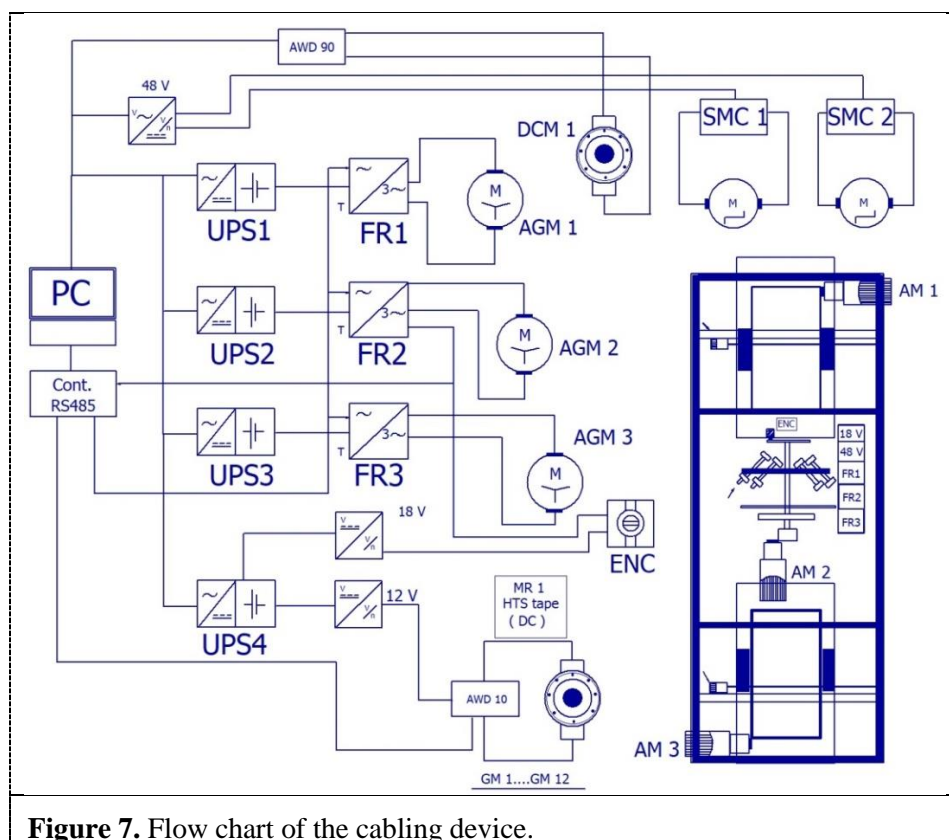 AWD 90
48 V
V
V/n
DCM 1
SMC 1
SMC 2
M
M
UPS1
3
T
FR1
M
AGM 1
PC
UPS2
3
T
FR2
M
AGM 2
AM 1
Cont.
RS485
UPS3
3
T
FR3
AGM 3
M
ENC
18 V
48 V
FR1
FR2
FR3
AM 2
18 V
V
V/n
ENC
UPS4
V
V/n
12 V
MR 1
HTS tape
( DC )
AWD 10
AM 3
GM 1....GM 12
Figure 7. Flow chart of the cabling device.